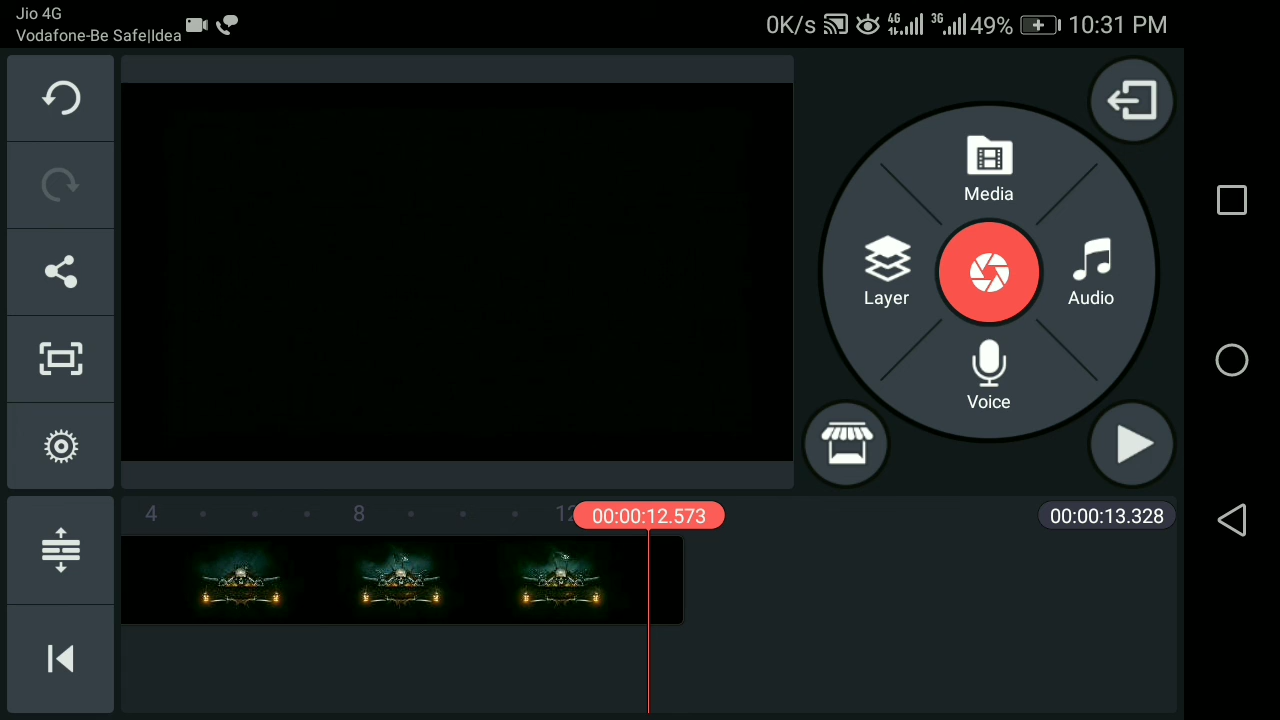 Jio 4G
Vodafone-Be Safe|Idea
0K/s 4G 3G 49% 10:31 PM
Media
Layer
Audio
Voice
4 8 12
00:00:12.573
00:00:13.328